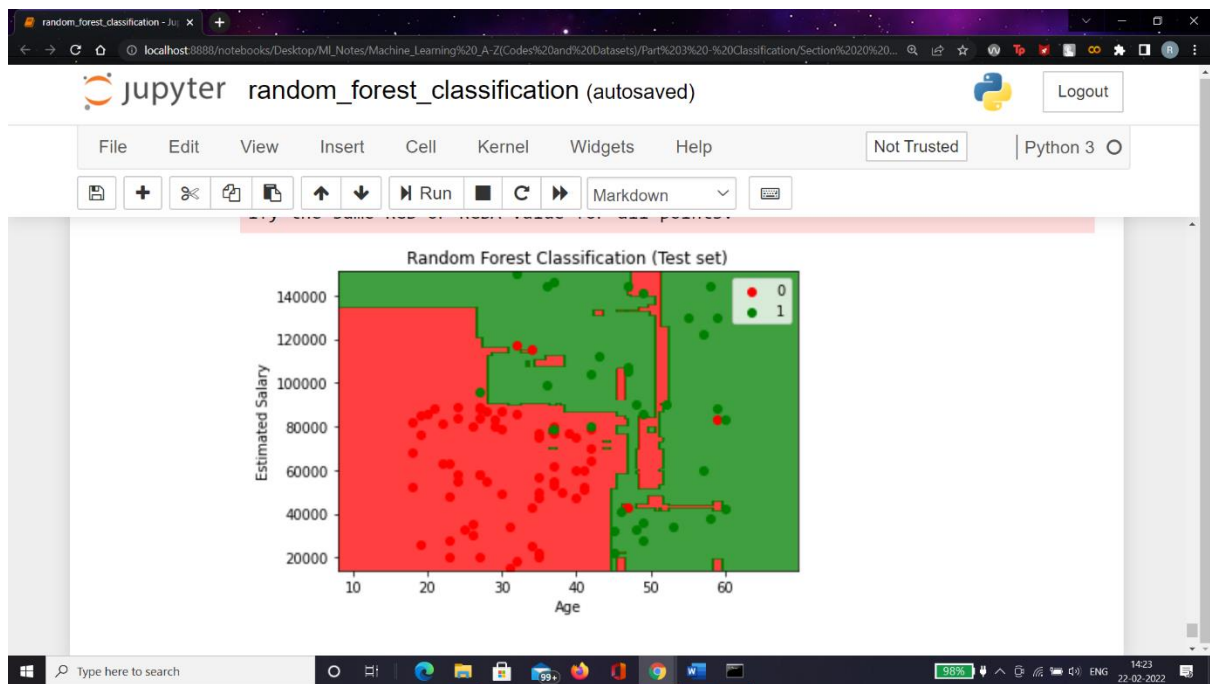 random_forest_classification - Ju
localhost:8888/notebooks/Desktop/Ml_Notes/Machine_Learning%20_A-Z(Codes%20and%20Datasets)/Part%203%20-%20Classification/Section%2020%20...
Tp
R
jupyter random_forest_classification (autosaved)
Logout
File Edit View Insert Cell Kernel Widgets Help Not Trusted Python 3
Run Markdown
Random Forest Classification (Test set)
0
1
140000
120000
100000
80000
60000
40000
20000
Estimated Salary
10 20 30 40 50 60
Age
Type here to search
99+
98%
ENG
14:23
22-02-2022